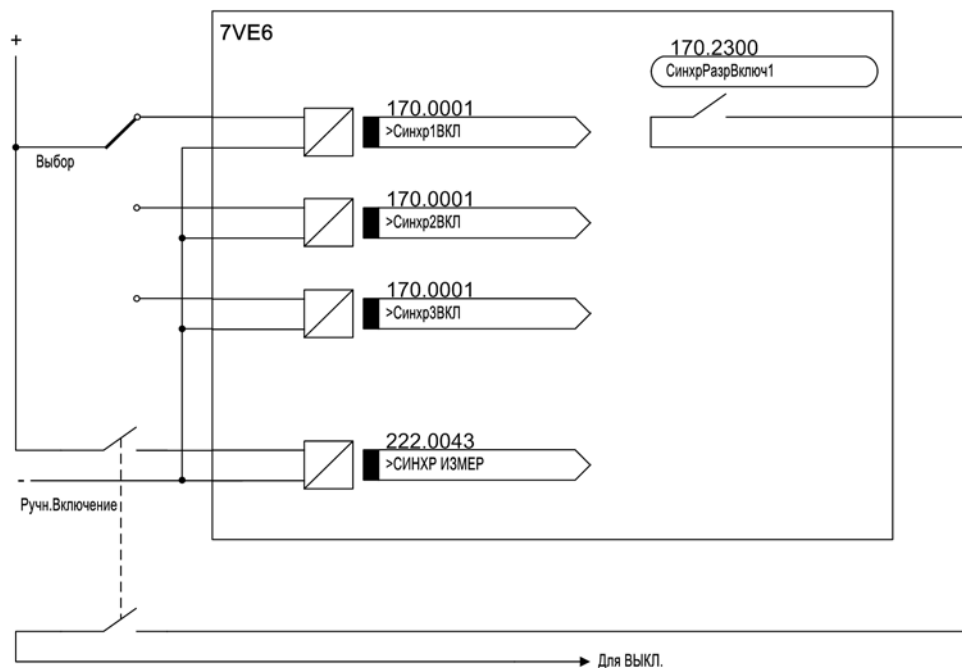 7VE6
+
170.2300
СинхрРазрВключ1
170.0001
>Синхр1ВКЛ
Выбор
170.0001
>Синхр2ВКЛ
170.0001
>Синхр3ВКЛ
222.0043
>СИНХР ИЗМЕР
-
Ручн.Включение
Для ВЫКЛ.